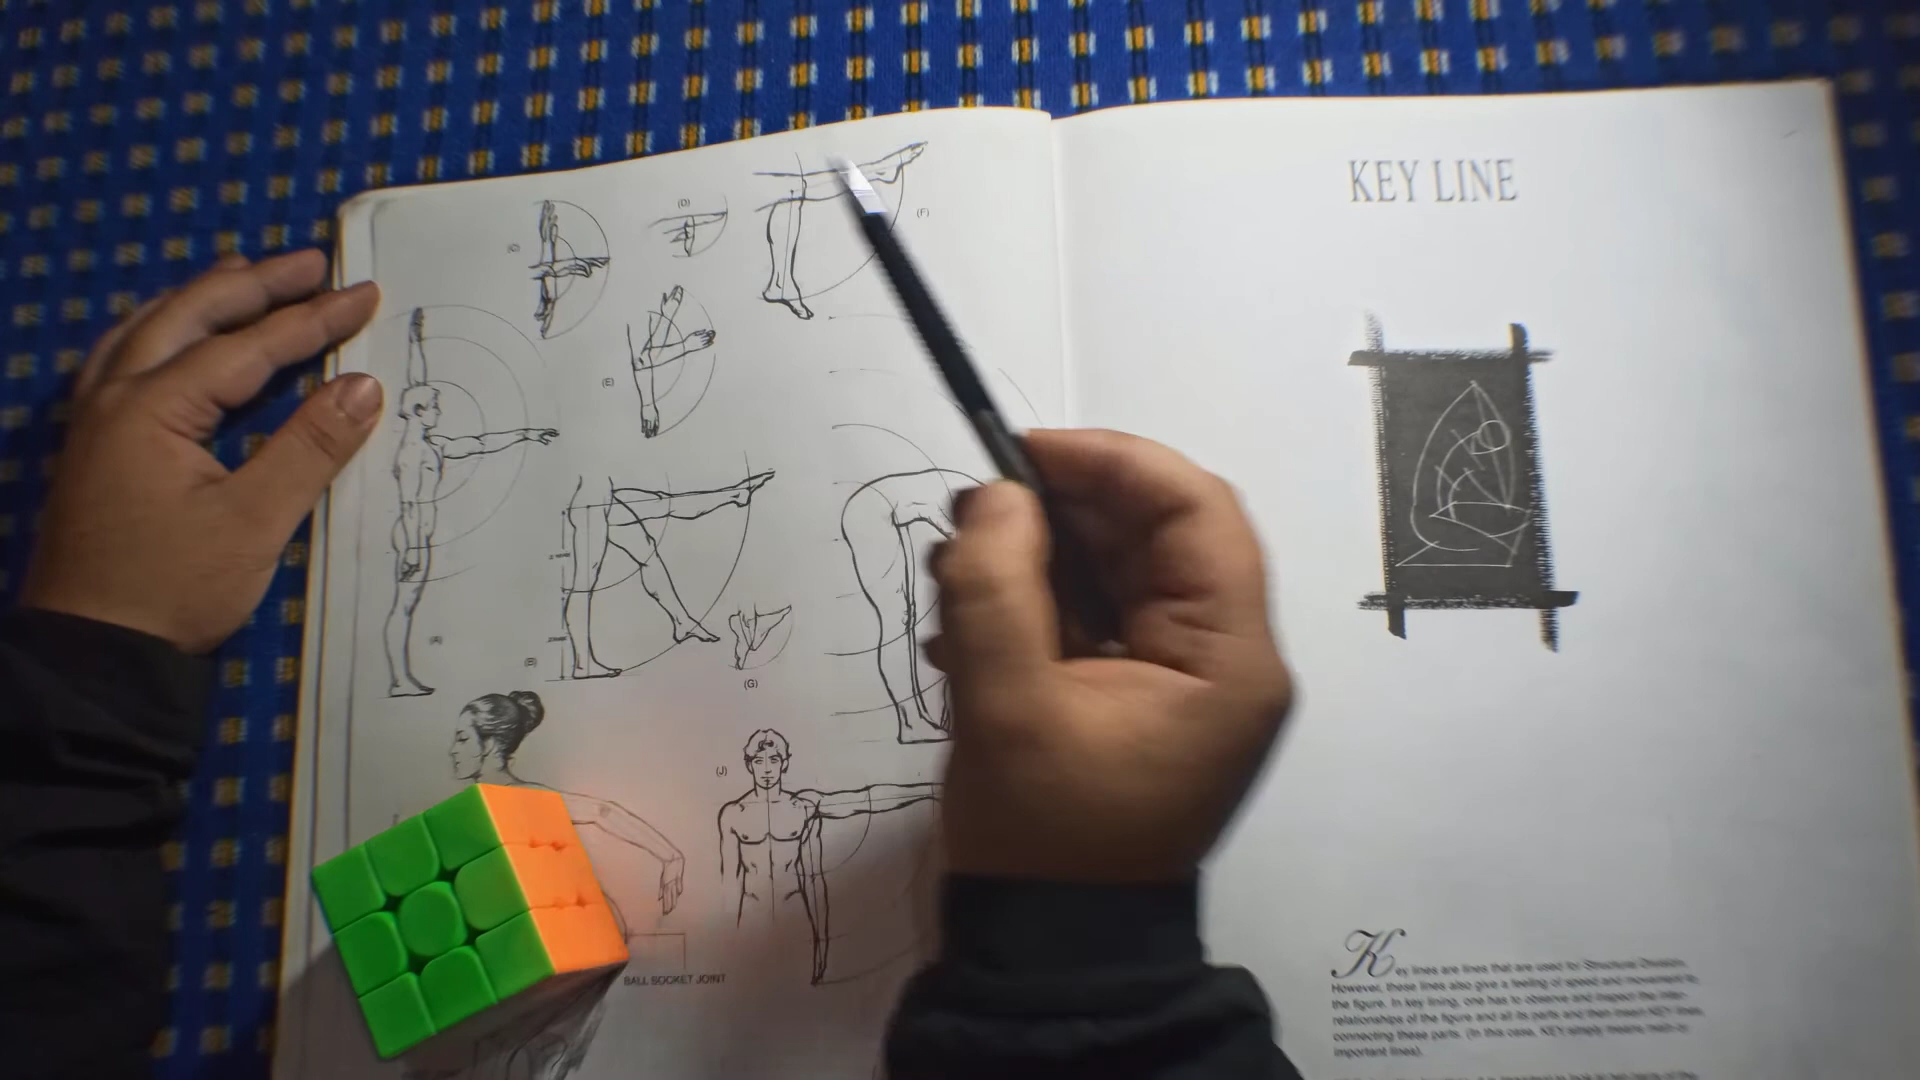 (D)
(F)
(C)
(E)
(A)
(B)
(G)
(J)
BALL SOCKET JOINT
KEY LINE
Key lines are lines that are used for Structural Division.
However, these lines also give a feeling of speed and movement to
the figure. In key lining, one has to observe and inspect the inter-
relationships of the figure and all its parts and then insert KEY lines
connecting these parts. (In this case, KEY simply means main or
important lines).